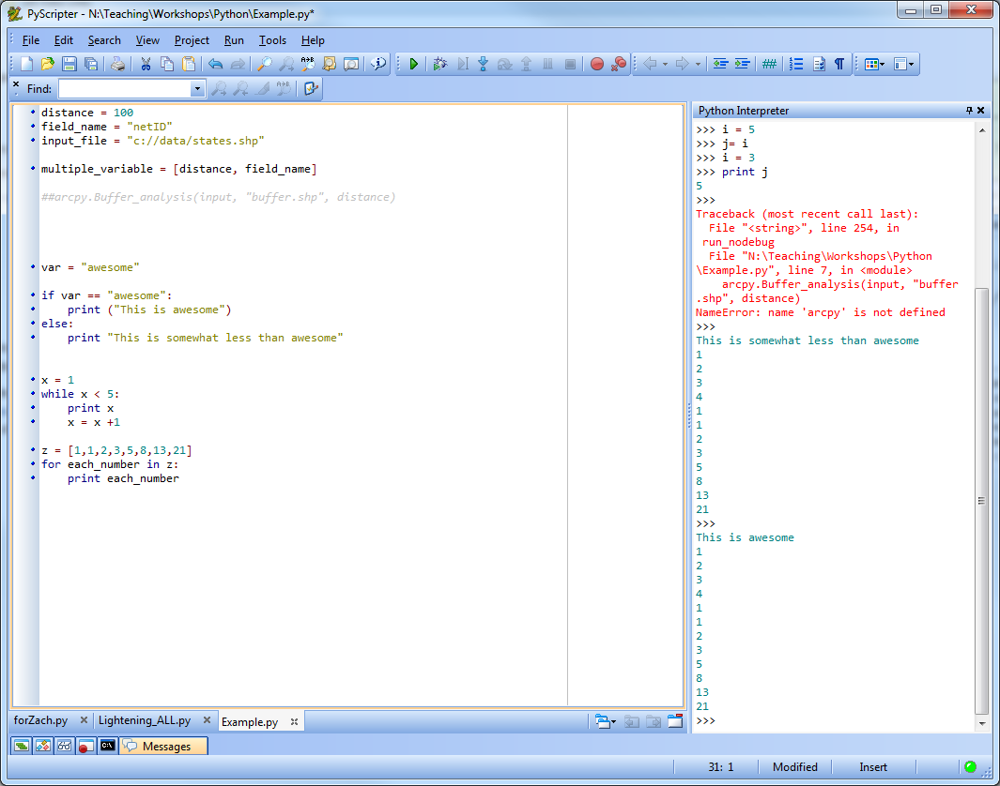 PyScripter - N:\Teaching\Workshops\Python\Example.py*
File Edit Search View Project Run Tools Help
Find:
distance = 100
field_name = "netID"
input_file = "c://data/states.shp"
multiple_variable = [distance, field_name]
##arcpy.Buffer_analysis(input, "buffer.shp", distance)
var = "awesome"
if var == "awesome":
print ("This is awesome")
else:
print "This is somewhat less than awesome"
x = 1
while x < 5:
print x
x = x +1
z = [1,1,2,3,5,8,13,21]
for each_number in z:
print each_number
Python Interpreter
>>> i = 5
>>> j= i
>>> i = 3
>>> print j
5
>>>
Traceback (most recent call last):
File "<string>", line 254, in
run_nodebug
File "N:\Teaching\Workshops\Python
\Example.py", line 7, in <module>
arcpy.Buffer_analysis(input, "buffer
.shp", distance)
NameError: name 'arcpy' is not defined
>>>
This is somewhat less than awesome
1
2
3
4
1
1
2
3
5
8
13
21
>>>
This is awesome
1
2
3
4
1
1
2
3
5
8
13
21
>>>
forZach.py Lightening_ALL.py Example.py
Messages
31: 1 Modified Insert